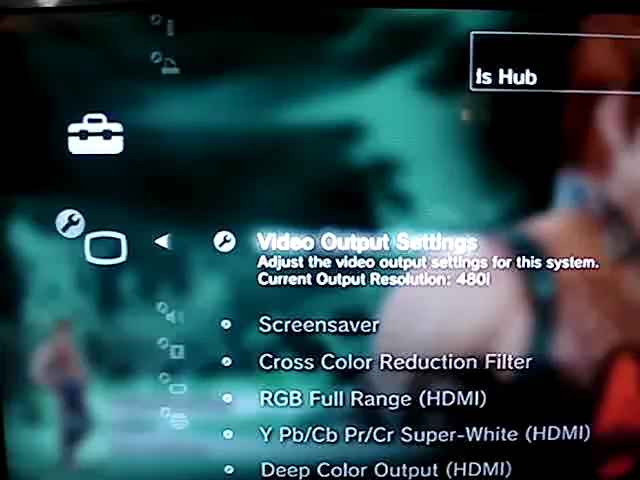 Is Hub
Video Output Settings
Adjust the video output settings for this system.
Current Output Resolution: 480i
Screensaver
Cross Color Reduction Filter
RGB Full Range (HDMI)
Y Pb/Cb Pr/Cr Super-White (HDMI)
Deep Color Output (HDMI)